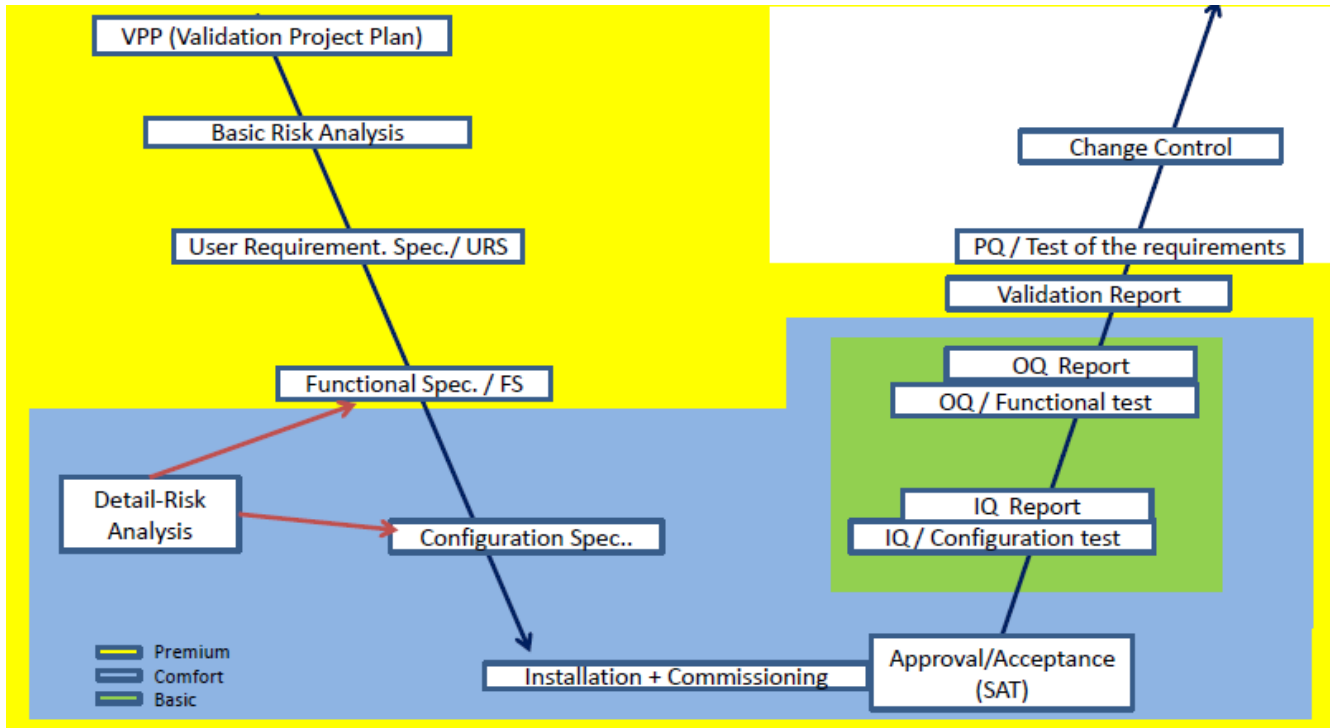 VPP (Validation Project Plan)
Basic Risk Analysis
User Requirement. Spec./ URS
Functional Spec. / FS
Detail-Risk
Analysis
Configuration Spec..
Premium
Comfort
Basic
Installation + Commissioning
Approval/Acceptance
(SAT)
Change Control
PQ / Test of the requirements
Validation Report
OQ Report
OQ / Functional test
IQ Report
IQ / Configuration test